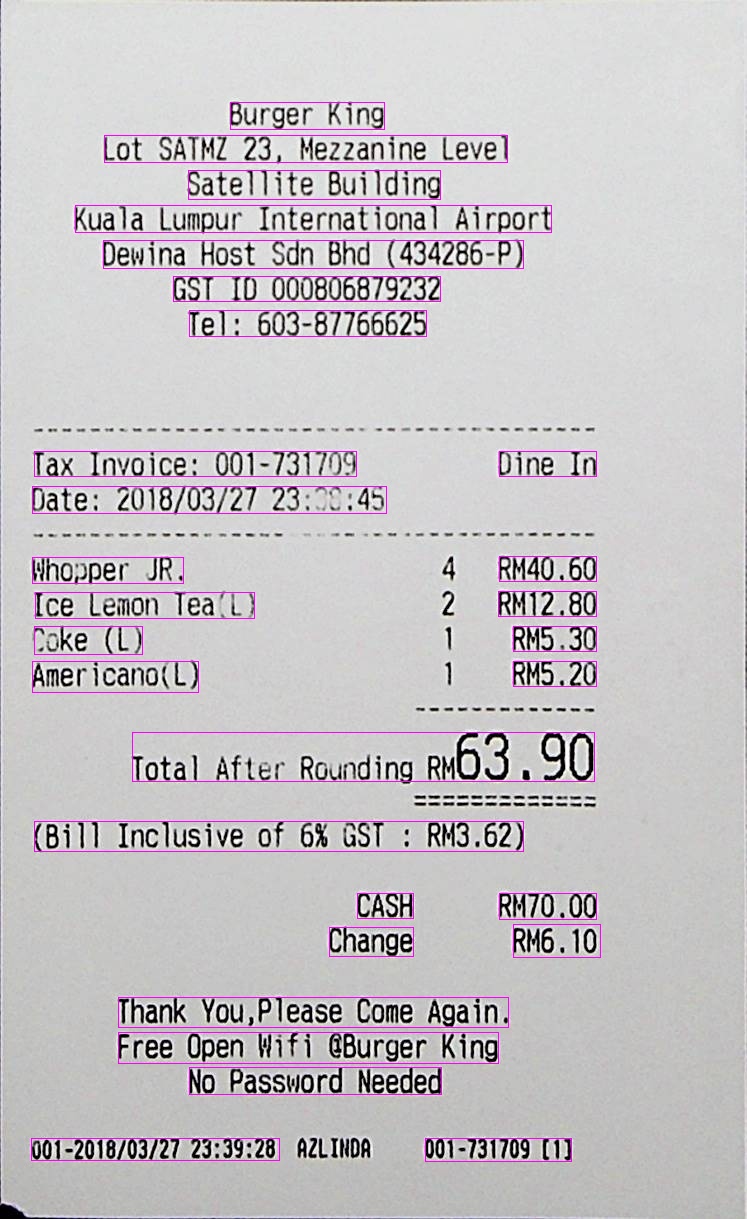 Burger King
Lot SATMZ 23, Mezzanine Level
Satellite Building
Kuala Lumpur International Airport
Dewina Host Sdn Bhd (434286-P)
GST ID 000806879232
Tel: 603-87766625
Tax Invoice: 001-731709 Dine In
Date: 2018/03/27
Whopper JR. 4 RM40.60
Ice Lemon Tea(L) 2 RM12.80
Coke (L) 1 RM5.30
Americano(L) 1 RM5.20
Total After Rounding RM63.90
(Bill Inclusive of 6% GST : RM3.62)
CASH RM70.00
Change RM6.10
Thank You,Please Come Again.
Free Open Wifi @Burger King
No Password Needed
001-2018/03/27 23:39:28 AZLINDA 001-731709 [1]